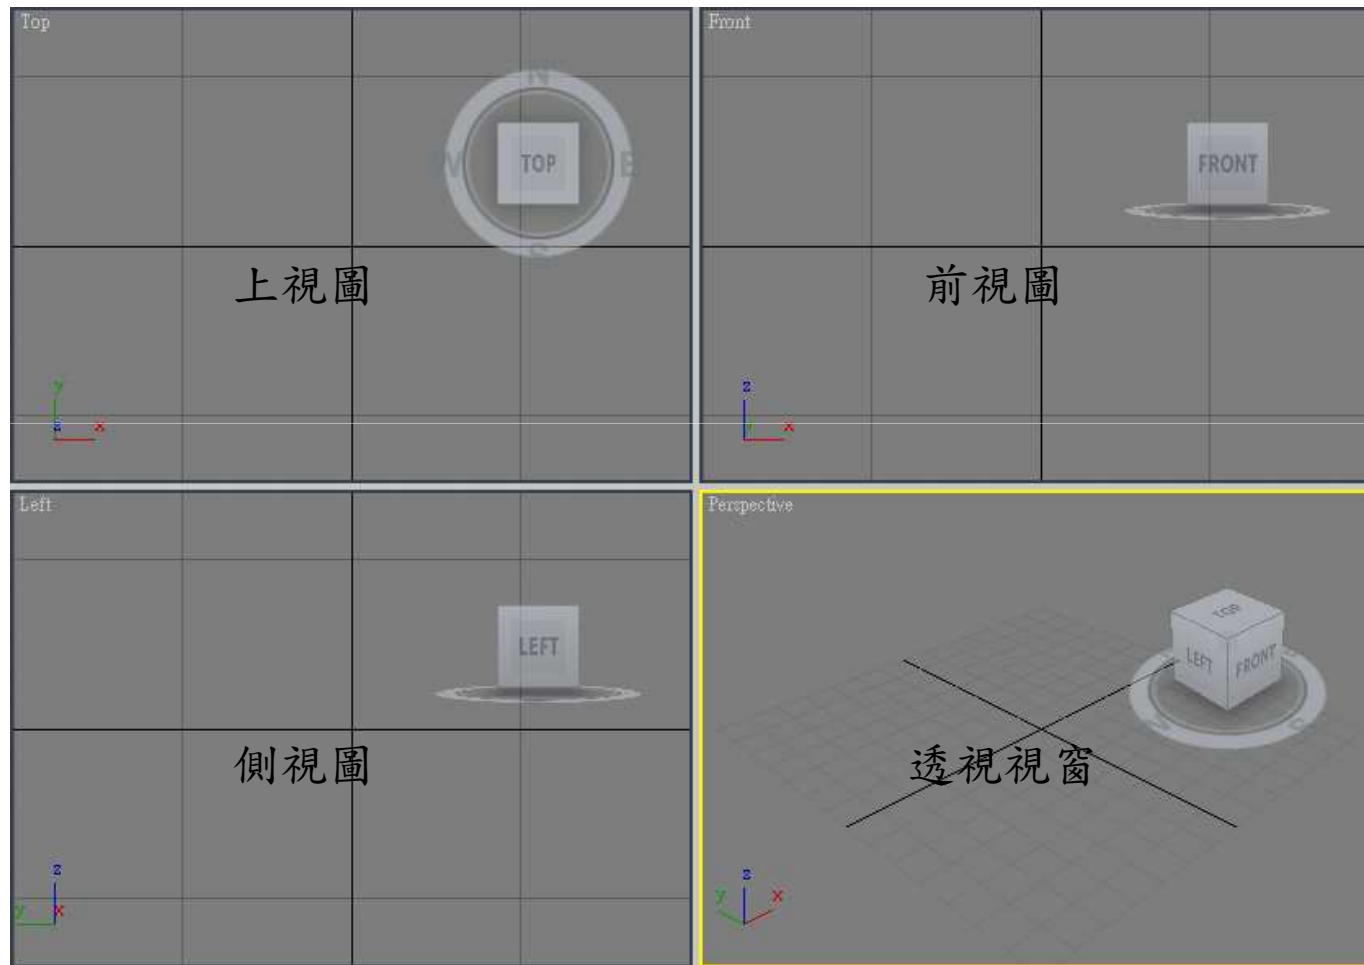 Top
N
W
TOP
E
S
上視圖
y
z
x
Front
FRONT
前視圖
z
y
x
Left
LEFT
側視圖
z
y
x
Perspective
TOP
LEFT
FRONT
透視視窗
z
y
x